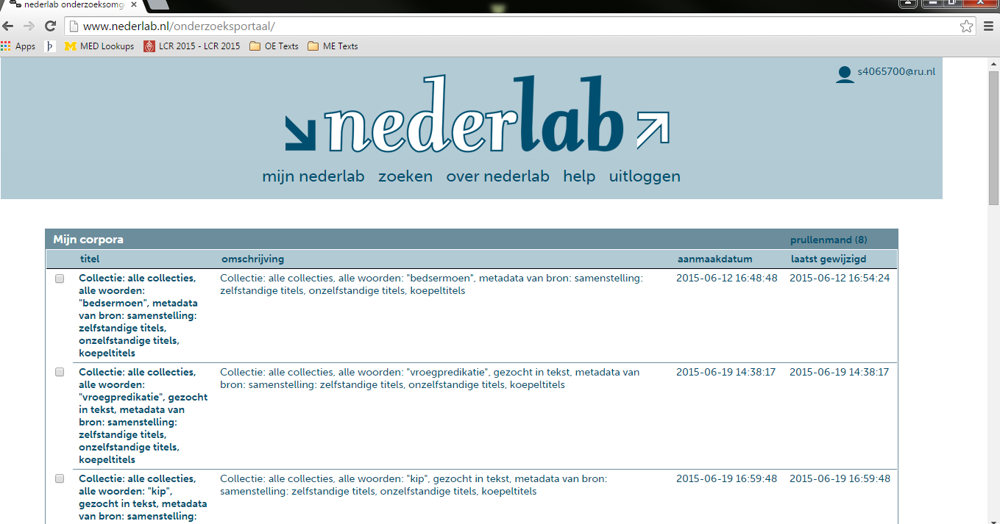 nederlab onderzoeksomg
www.nederlab.nl/onderzoeksportaal/
Apps þ MED Lookups LCR 2015 - LCR 2015 OE Texts ME Texts
s4065700@ru.nl
nederlab
mijn nederlab zoeken over nederlab help uitloggen
Mijn corpora prullenmand (8)
titel omschrijving aanmaakdatum laatst gewijzigd
Collectie: alle collecties,
alle woorden:
"bedsermoen", metadata
van bron: samenstelling:
zelfstandige titels,
onzelfstandige titels,
koepeltitels
Collectie: alle collecties, alle woorden: "bedsermoen", metadata van bron: samenstelling:
zelfstandige titels, onzelfstandige titels, koepeltitels
2015-06-12 16:48:48 2015-06-12 16:54:24
Collectie: alle collecties,
alle woorden:
"vroegpredikatie", gezocht
in tekst, metadata van
bron: samenstelling:
zelfstandige titels,
onzelfstandige titels,
koepeltitels
Collectie: alle collecties, alle woorden: "vroegpredikatie", gezocht in tekst, metadata van
bron: samenstelling: zelfstandige titels, onzelfstandige titels, koepeltitels
2015-06-19 14:38:17 2015-06-19 14:38:17
Collectie: alle collecties,
alle woorden: "kip",
gezocht in tekst, metadata
van bron: samenstelling:
Collectie: alle collecties, alle woorden: "kip", gezocht in tekst, metadata van bron:
samenstelling: zelfstandige titels, onzelfstandige titels, koepeltitels
2015-06-19 16:59:48 2015-06-19 16:59:48